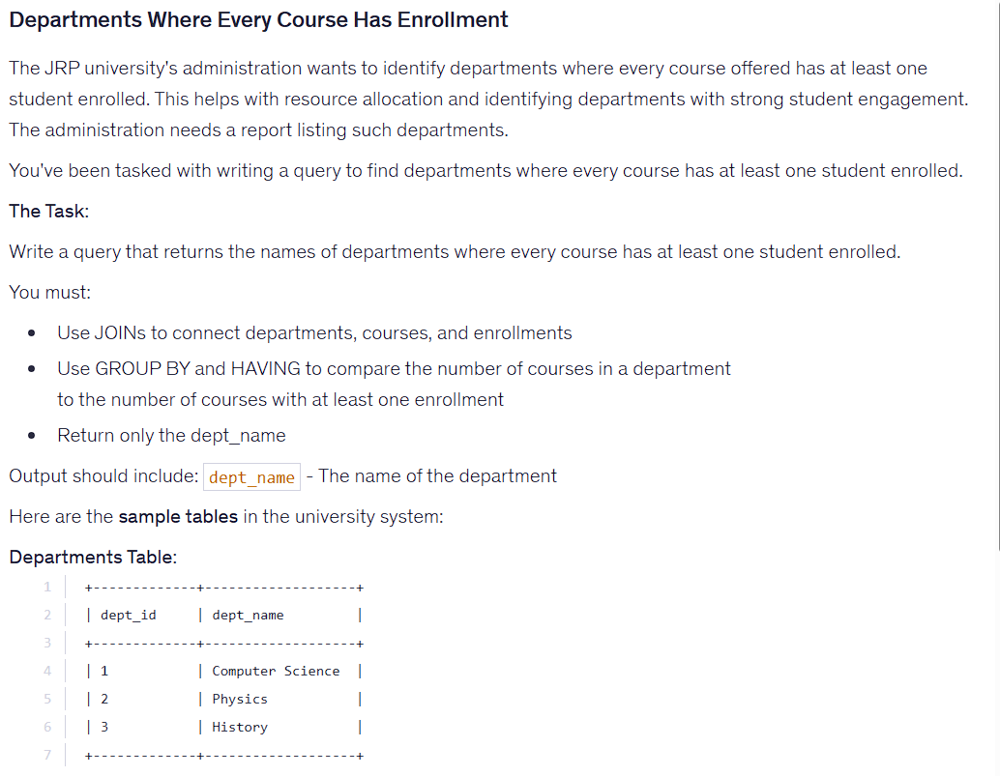 Departments Where Every Course Has Enrollment
The JRP university's administration wants to identify departments where every course offered has at least one
student enrolled. This helps with resource allocation and identifying departments with strong student engagement.
The administration needs a report listing such departments.
You've been tasked with writing a query to find departments where every course has at least one student enrolled.
The Task:
Write a query that returns the names of departments where every course has at least one student enrolled.
You must:
• Use JOINs to connect departments, courses, and enrollments
• Use GROUP BY and HAVING to compare the number of courses in a department
to the number of courses with at least one enrollment
• Return only the dept_name
Output should include: dept_name - The name of the department
Here are the sample tables in the university system:
Departments Table:
1 +-------------+-------------------+
2 | dept_id     | dept_name         |
3 +-------------+-------------------+
4 | 1           | Computer Science  |
5 | 2           | Physics           |
6 | 3           | History           |
7 +-------------+-------------------+